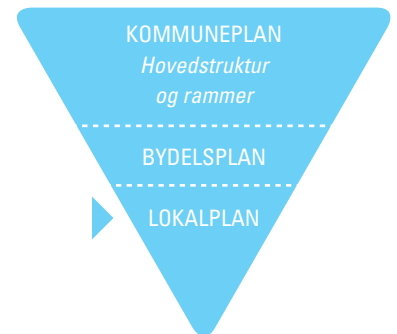 KOMMUNEPLAN
Hovedstruktur
og rammer
BYDELSPLAN
LOKALPLAN